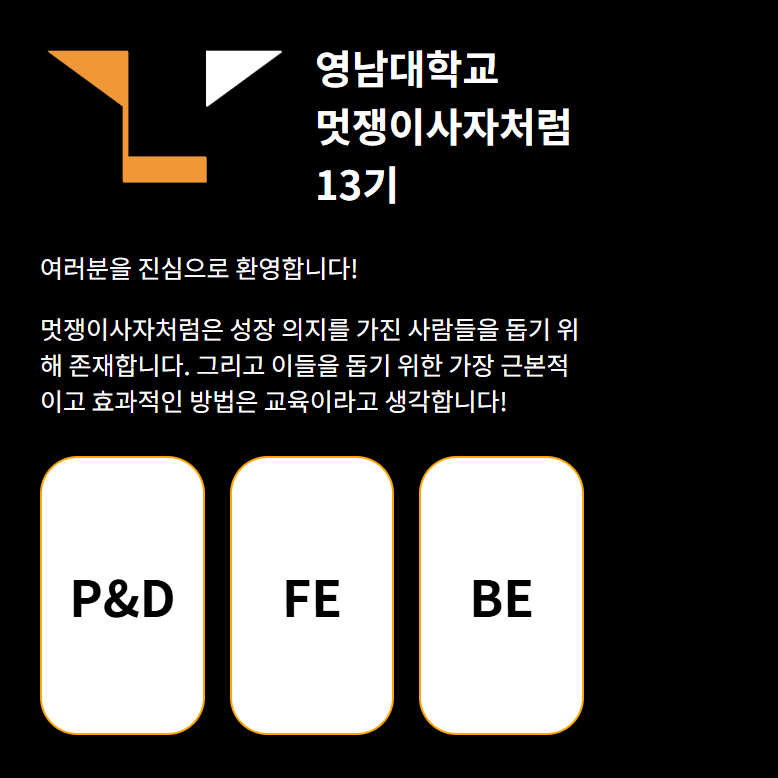 영남대학교
멋쟁이사자처럼
13기
여러분을 진심으로 환영합니다!
멋쟁이사자처럼은 성장 의지를 가진 사람들을 돕기 위
해 존재합니다. 그리고 이들을 돕기 위한 가장 근본적
이고 효과적인 방법은 교육이라고 생각합니다!
P&D
FE
BE